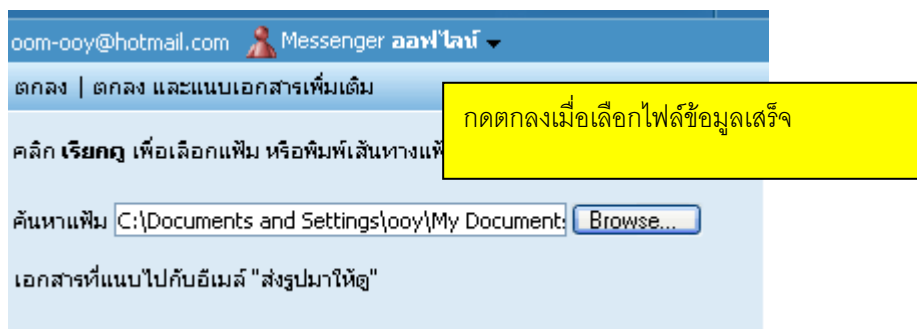 oom-ooy@hotmail.com Messenger ออฟไลน์
ตกลง | ตกลง และแนบเอกสารเพิ่มเติม
กดตกลงเมื่อเลือกไฟล์ข้อมูลเสร็จ
คลิก เรียกดู เพื่อเลือกแฟ้ม หรือพิมพ์เส้นทางแฟ้
ค้นหาแฟ้ม C:\Documents and Settings\ooy\My Document: Browse...
เอกสารที่แนบไปกับอีเมล์ "ส่งรูปมาให้ดู"